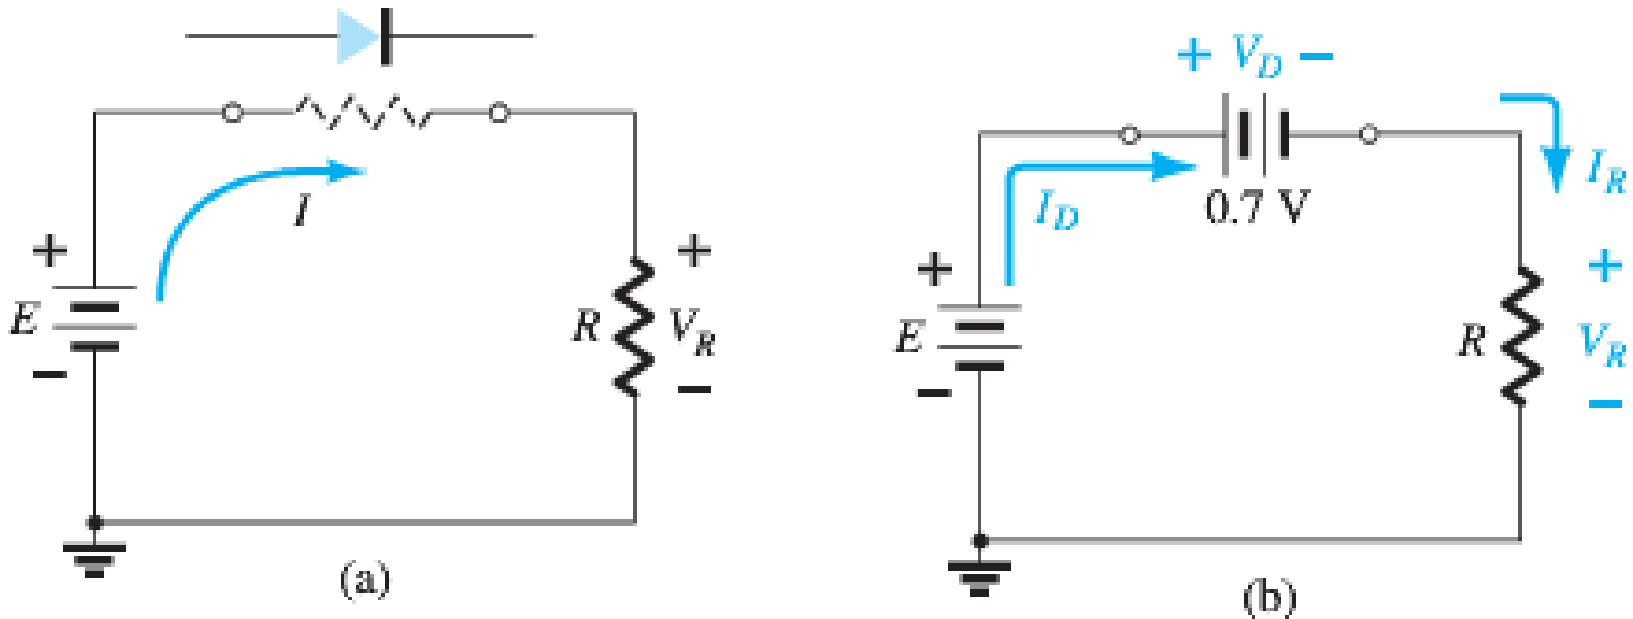 I
+
E
−
R
+
V_R
−
(a)
+ V_D −
0.7 V
I_D
I_R
+
E
−
R
+
V_R
−
(b)